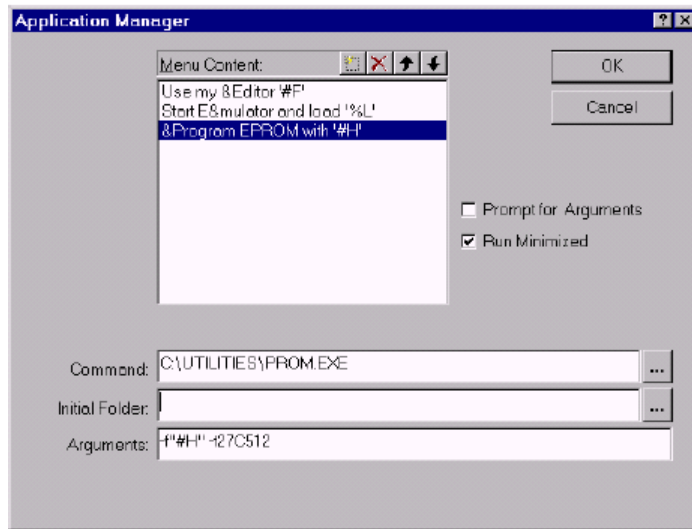 Application Manager
Menu Content:
OK
Use my &Editor '#F'
Start E&mulator and load '%L'
Cancel
&Program EPROM with '#H'
Prompt for Arguments
Run Minimized
Command: C:\UTILITIES\PROM.EXE ...
Initial Folder: ...
Arguments: